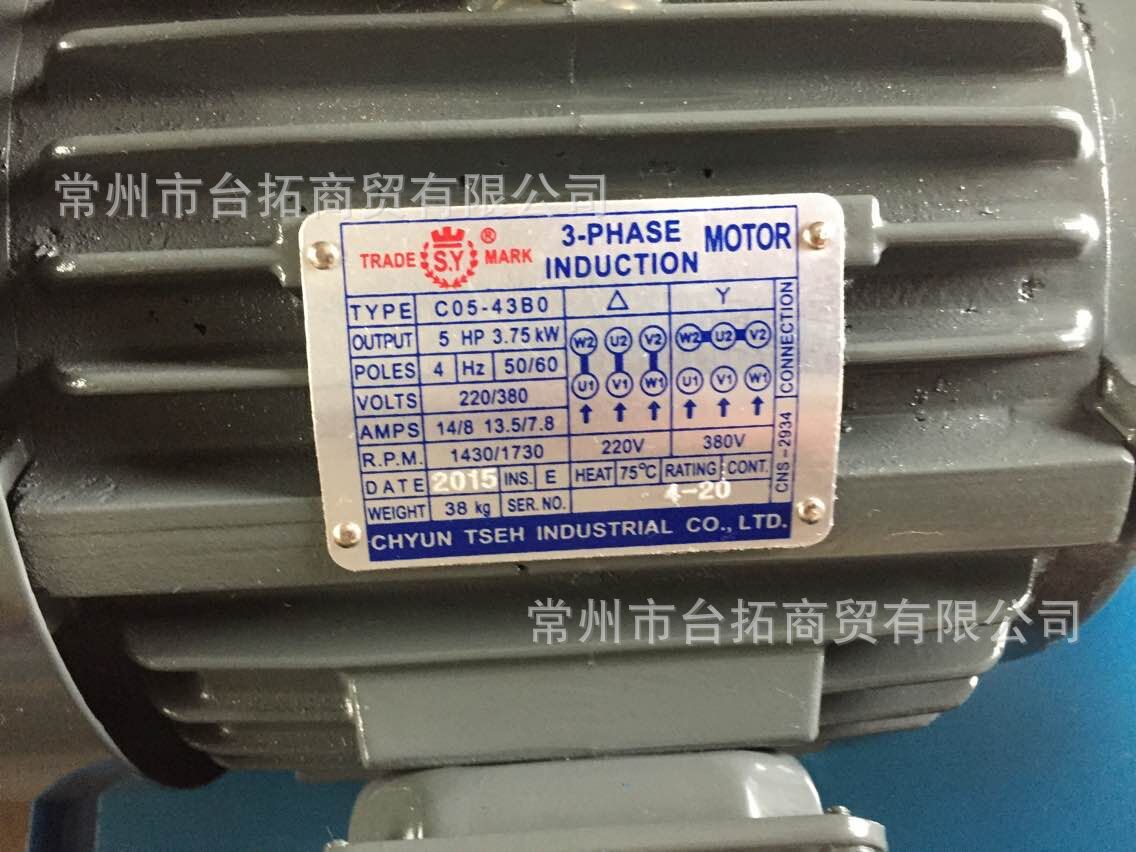 常州市台拓商贸有限公司
TRADE S.Y ® MARK 3-PHASE INDUCTION MOTOR
TYPE C05-43B0 △ Y
OUTPUT 5 HP 3.75 kW W2 U2 V2 W2 U2 V2
POLES 4 Hz 50/60 U1 V1 W1 U1 V1 W1
VOLTS 220/380
AMPS 14/8 13.5/7.8
R.P.M. 1430/1730 220V 380V
DATE 2015 INS. E HEAT 75℃ RATING CONT.
WEIGHT 38 kg SER. NO. 4-20
CNS-2934 CONNECTION
CHYUN TSEH INDUSTRIAL CO., LTD.
常州市台拓商贸有限公司